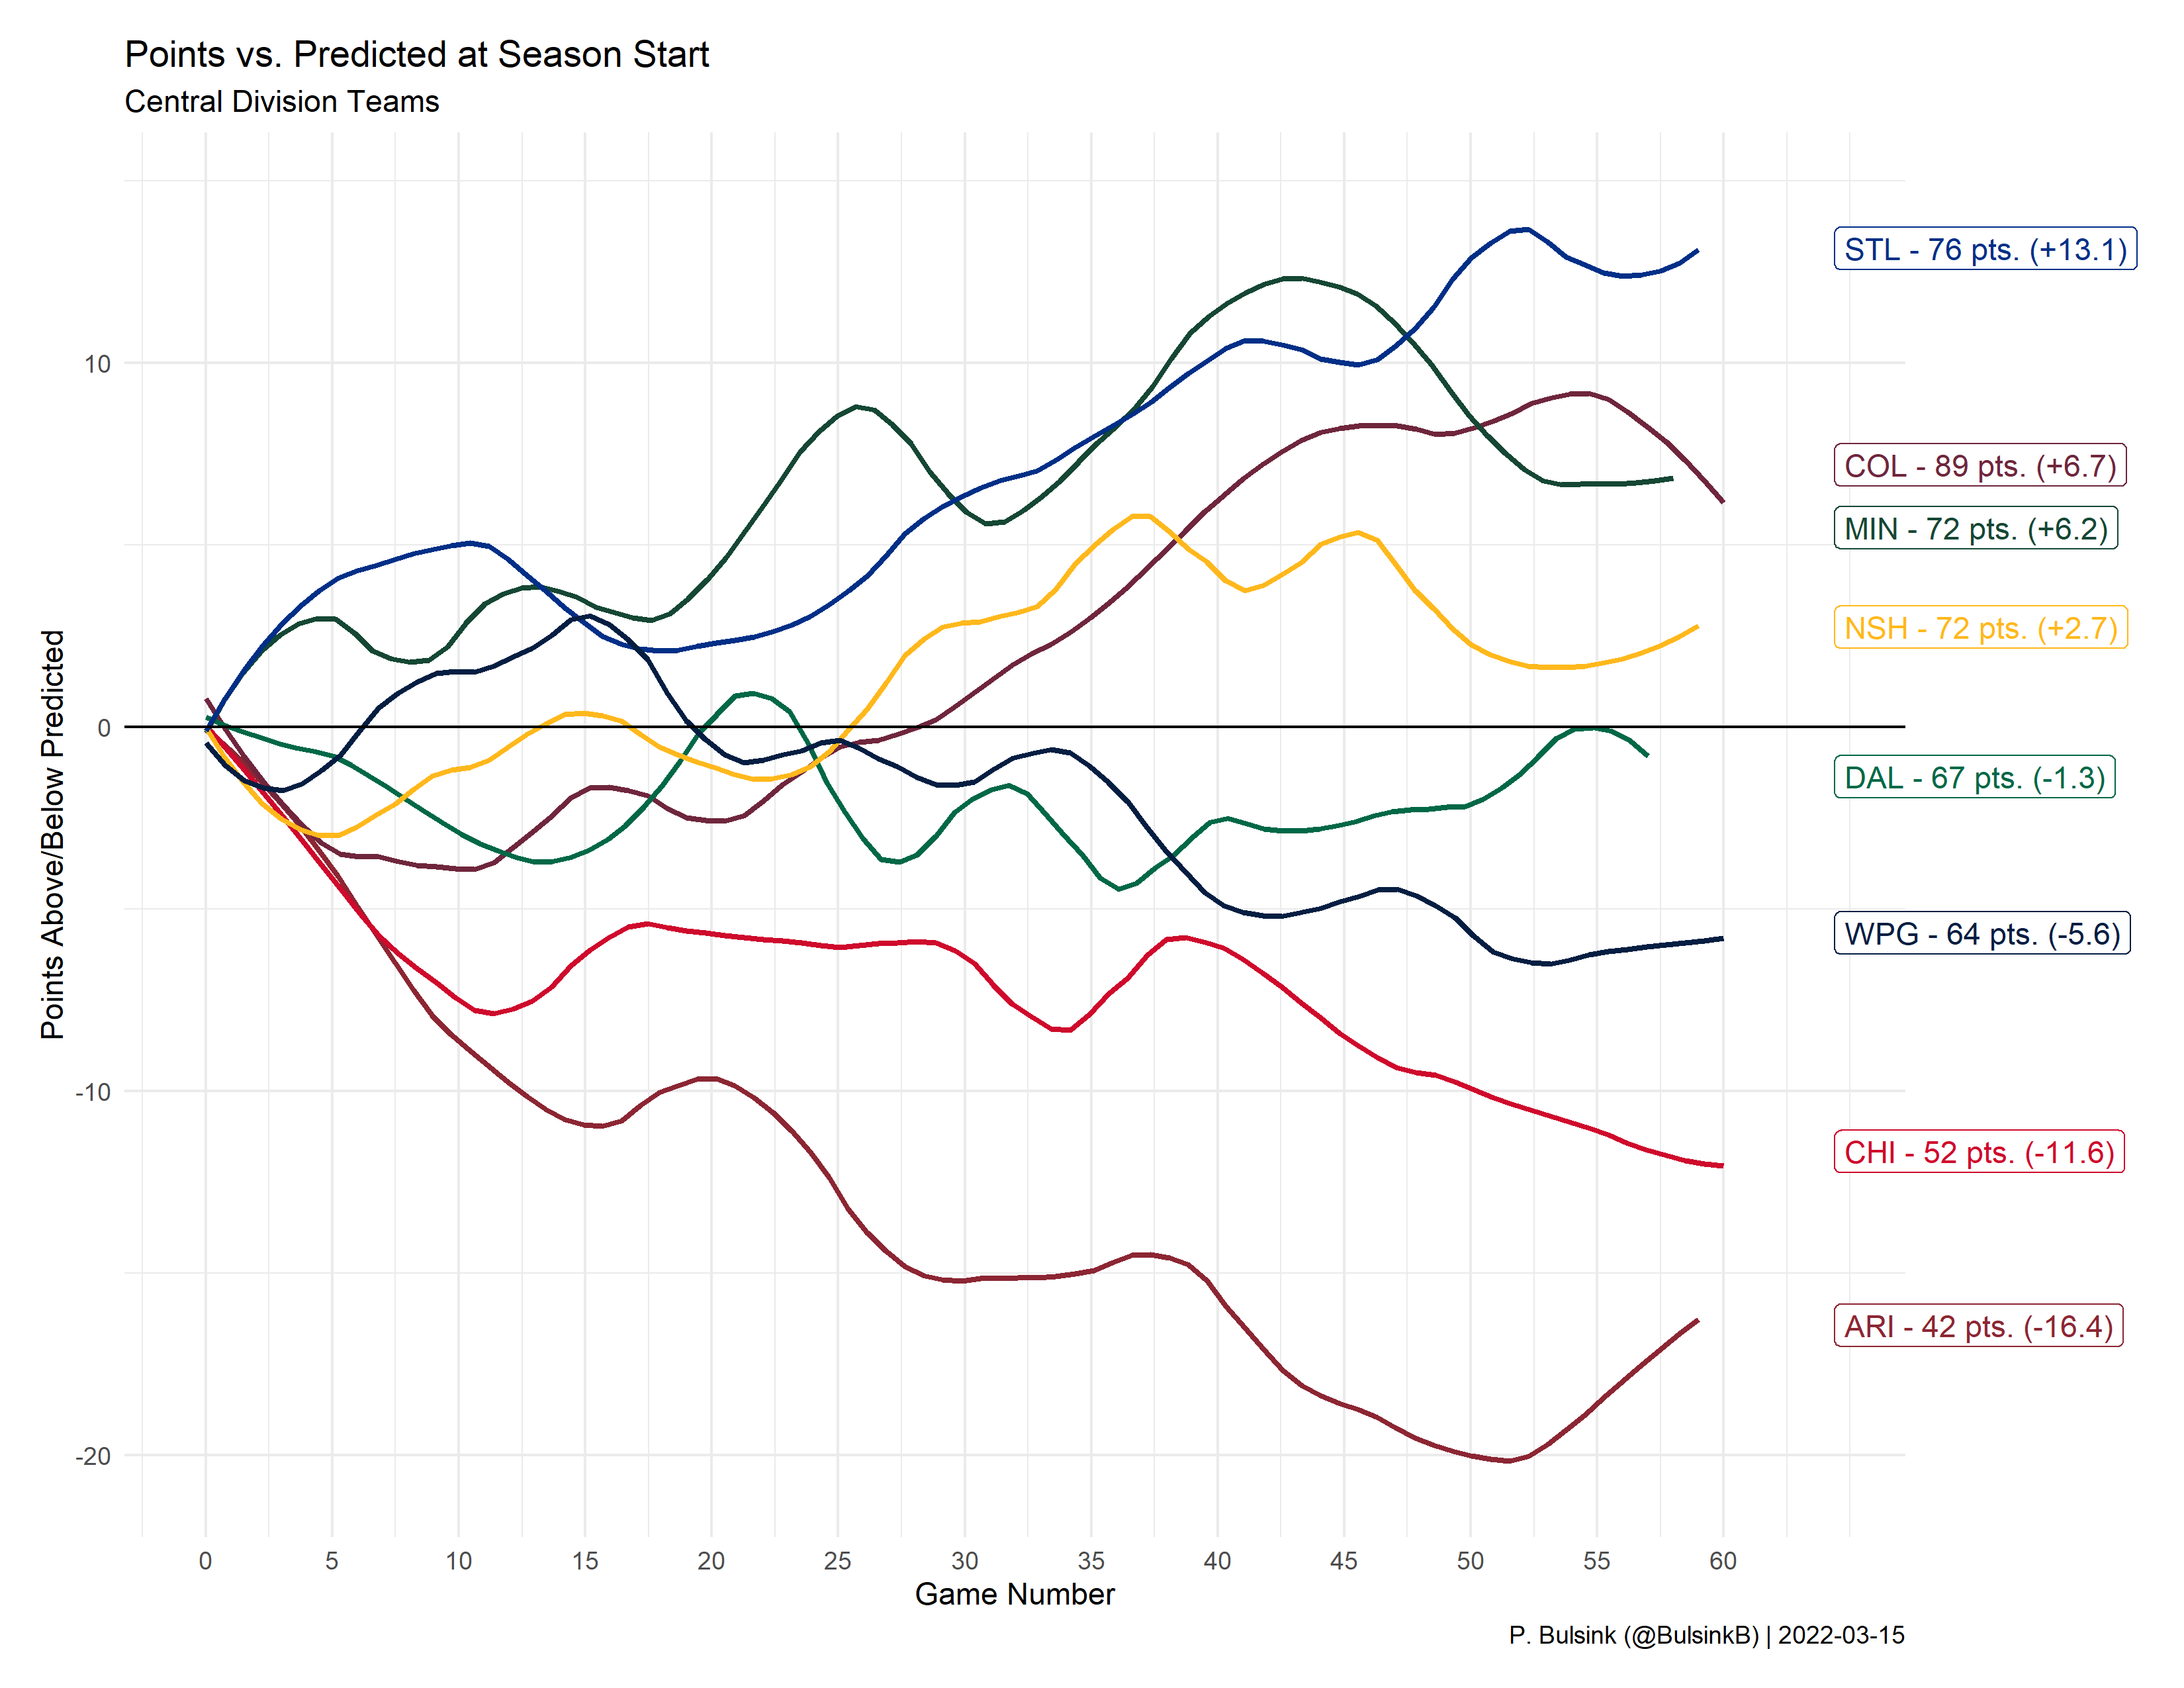 Points vs. Predicted at Season Start
Central Division Teams
Points Above/Below Predicted
10
0
-10
-20
STL - 76 pts. (+13.1)
COL - 89 pts. (+6.7)
MIN - 72 pts. (+6.2)
NSH - 72 pts. (+2.7)
DAL - 67 pts. (-1.3)
WPG - 64 pts. (-5.6)
CHI - 52 pts. (-11.6)
ARI - 42 pts. (-16.4)
0 5 10 15 20 25 30 35 40 45 50 55 60
Game Number
P. Bulsink (@BulsinkB) | 2022-03-15